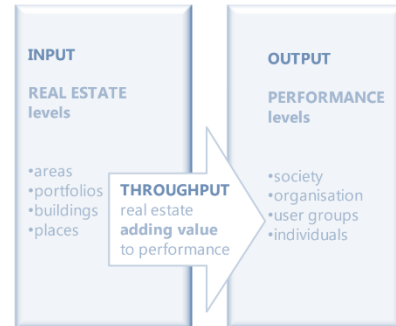 INPUT
REAL ESTATE
levels
•areas
•portfolios
•buildings
•places
THROUGHPUT
real estate
adding value
to performance
OUTPUT
PERFORMANCE
levels
•society
•organisation
•user groups
•individuals